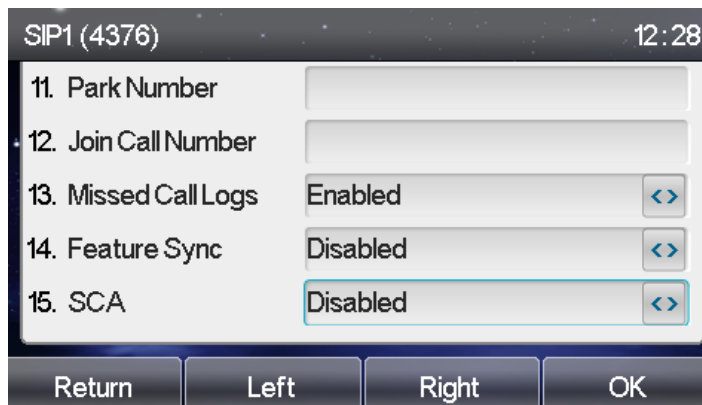 SIP1 (4376) 12:28
11. Park Number
12. Join Call Number
13. Missed Call Logs Enabled <>
14. Feature Sync Disabled <>
15. SCA Disabled <>
Return Left Right OK